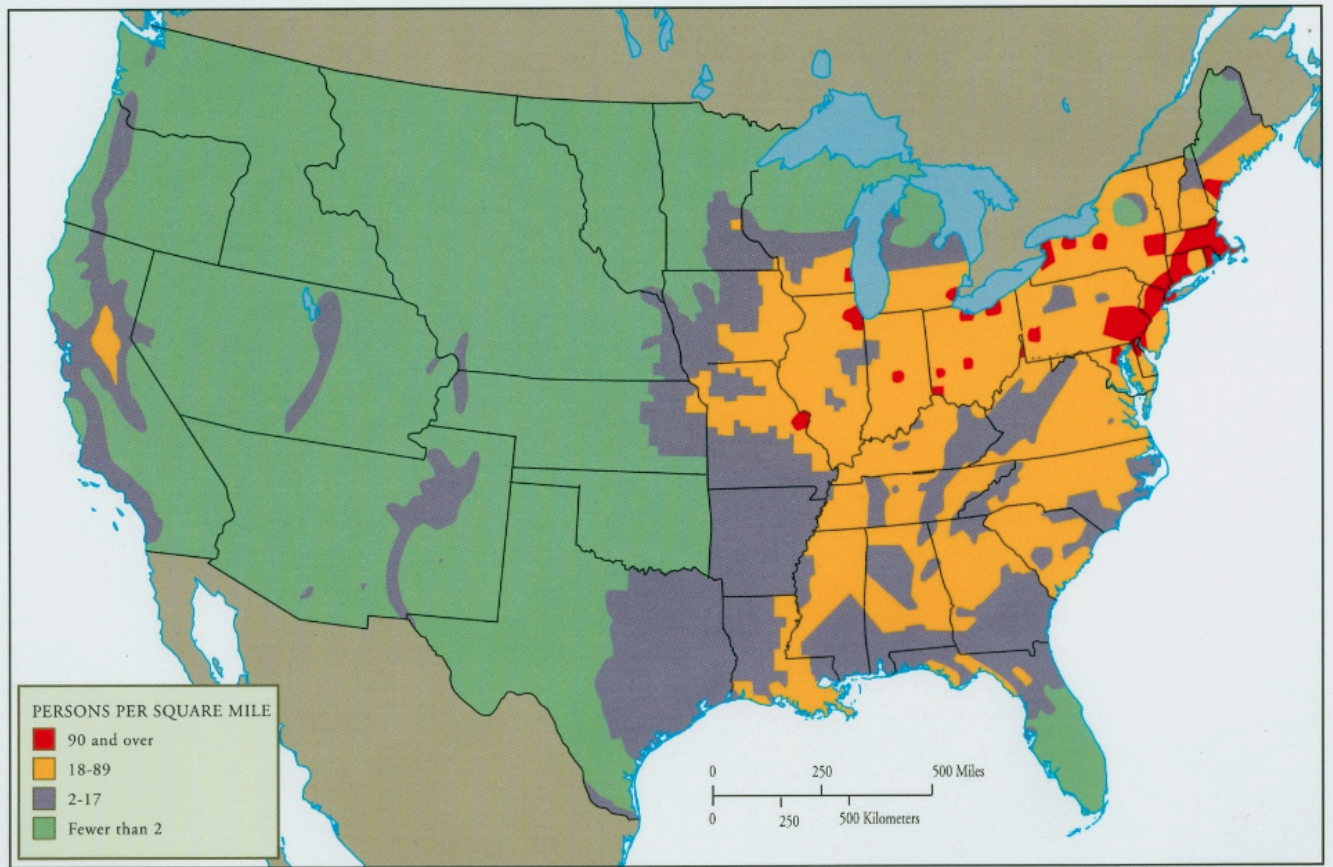 PERSONS PER SQUARE MILE
90 and over
18-89
2-17
Fewer than 2
0 250 500 Miles
0 250 500 Kilometers